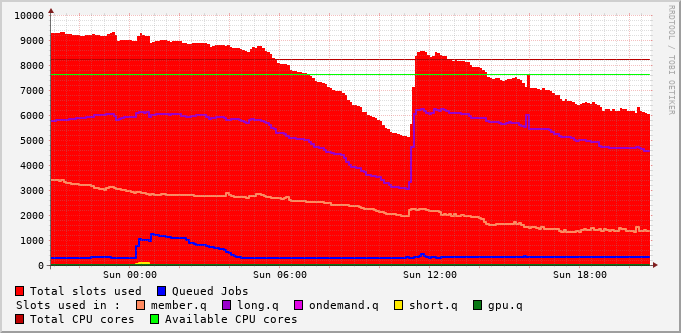 10000
9000
8000
7000
6000
5000
4000
3000
2000
1000
0
Sun 00:00 Sun 06:00 Sun 12:00 Sun 18:00
RRDTOOL / TOBI OETIKER
Total slots used Queued Jobs
Slots used in : member.q long.q ondemand.q short.q gpu.q
Total CPU cores Available CPU cores